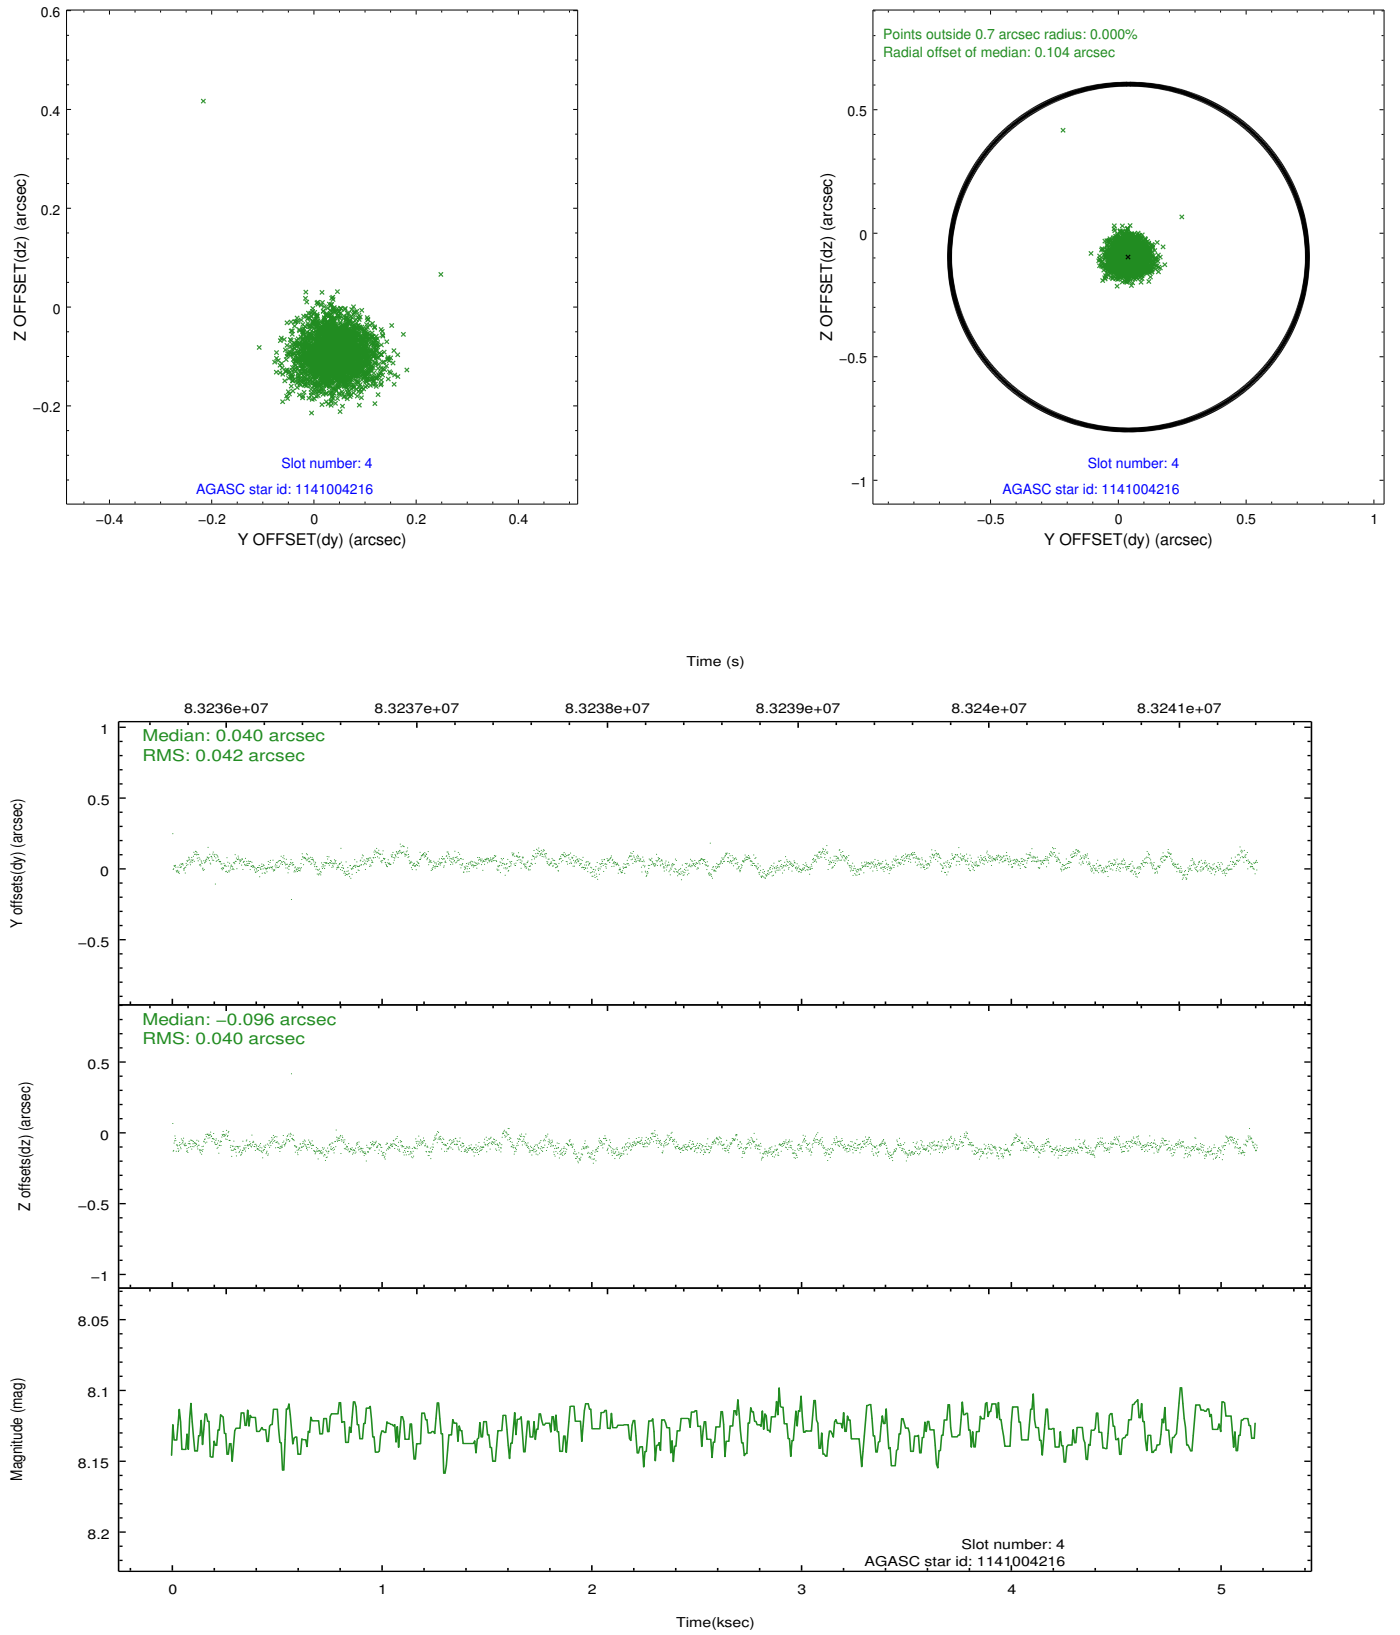 0.6
0.4
0.2
0
−0.2
−0.4
−0.2
0
0.2
0.4
Z OFFSET(dz) (arcsec)
Y OFFSET(dy) (arcsec)
Slot number: 4
AGASC star id: 1141004216
Points outside 0.7 arcsec radius: 0.000%
Radial offset of median: 0.104 arcsec
0.5
0
−0.5
−1
−0.5
0
0.5
1
Z OFFSET(dz) (arcsec)
Y OFFSET(dy) (arcsec)
Slot number: 4
AGASC star id: 1141004216
Time (s)
8.3236e+07
8.3237e+07
8.3238e+07
8.3239e+07
8.324e+07
8.3241e+07
Median: 0.040 arcsec
RMS: 0.042 arcsec
1
0.5
0
−0.5
Y offsets(dy) (arcsec)
Median: −0.096 arcsec
RMS: 0.040 arcsec
0.5
0
−0.5
−1
Z offsets(dz) (arcsec)
8.05
8.1
8.15
8.2
Magnitude (mag)
Slot number: 4
AGASC star id: 1141004216
0
1
2
3
4
5
Time(ksec)